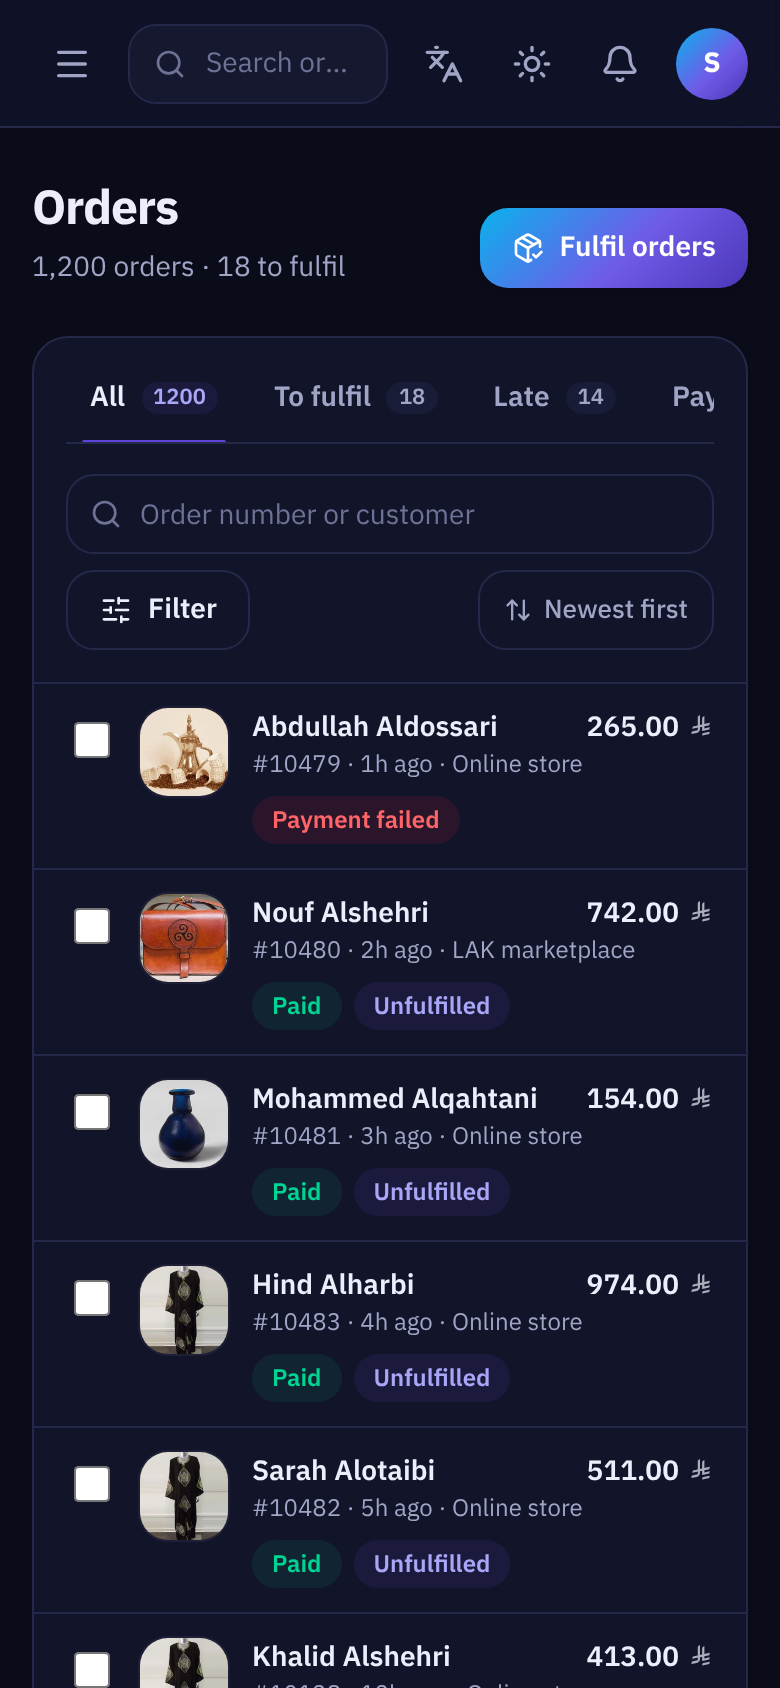 Search or...
S
Orders
1,200 orders · 18 to fulfil
Fulfil orders
All 1200 To fulfil 18 Late 14 Pay
Order number or customer
Filter Newest first
Abdullah Aldossari 265.00
#10479 · 1h ago · Online store
Payment failed
Nouf Alshehri 742.00
#10480 · 2h ago · LAK marketplace
Paid Unfulfilled
Mohammed Alqahtani 154.00
#10481 · 3h ago · Online store
Paid Unfulfilled
Hind Alharbi 974.00
#10483 · 4h ago · Online store
Paid Unfulfilled
Sarah Alotaibi 511.00
#10482 · 5h ago · Online store
Paid Unfulfilled
Khalid Alshehri 413.00